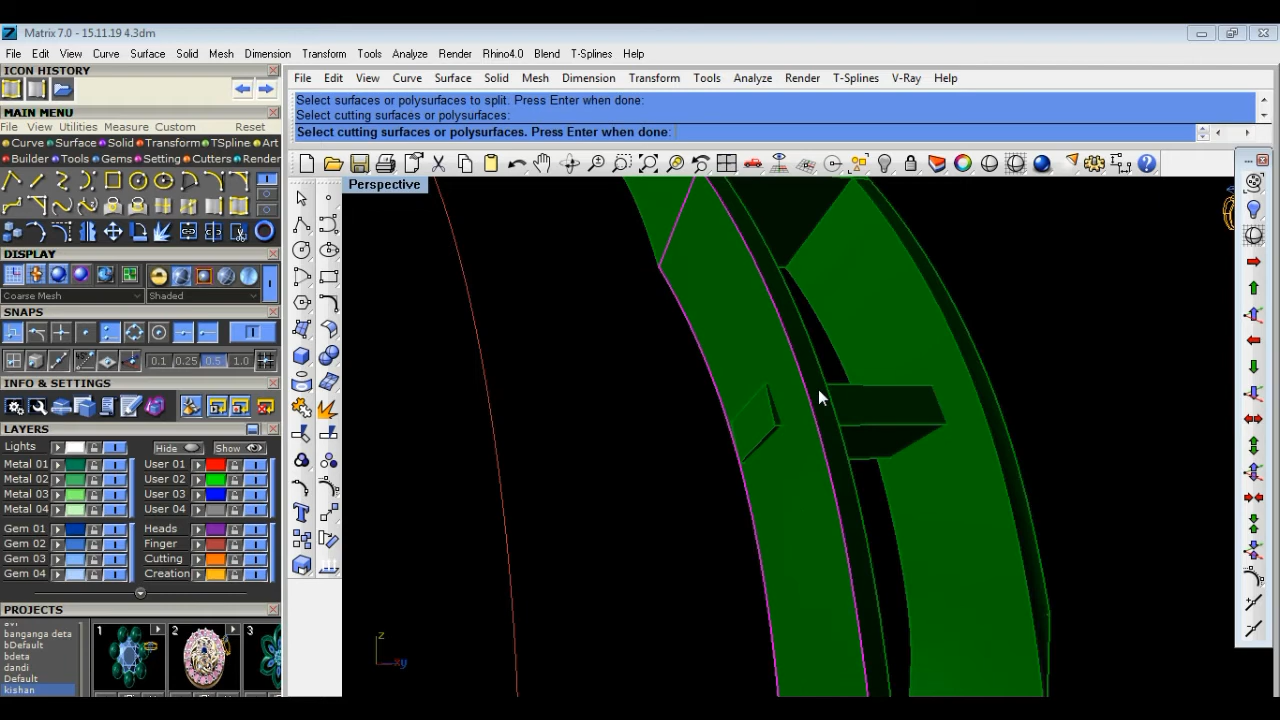 Matrix 7.0 - 15.11.19 4.3dm
File Edit View Curve Surface Solid Mesh Dimension Transform Tools Analyze Render Rhino4.0 Blend T-Splines Help
ICON HISTORY
MAIN MENU
File View Utilities Measure Custom Reset
Curve Surface Solid Transform TSpline Art
Builder Tools Gems Setting Cutters Render
DISPLAY
Coarse Mesh Shaded
SNAPS
0.1 0.25 0.5 1.0
INFO & SETTINGS
LAYERS
Lights Hide Show
Metal 01 User 01
Metal 02 User 02
Metal 03 User 03
Metal 04 User 04
Gem 01 Heads
Gem 02 Finger
Gem 03 Cutting
Gem 04 Creation
PROJECTS
banganga deta
bDefault
bdeta
dandi
Default
kishan
1 2 3
File Edit View Curve Surface Solid Mesh Dimension Transform Tools Analyze Render T-Splines V-Ray Help
Select surfaces or polysurfaces to split. Press Enter when done:
Select cutting surfaces or polysurfaces:
Select cutting surfaces or polysurfaces. Press Enter when done:
Perspective
z
xy